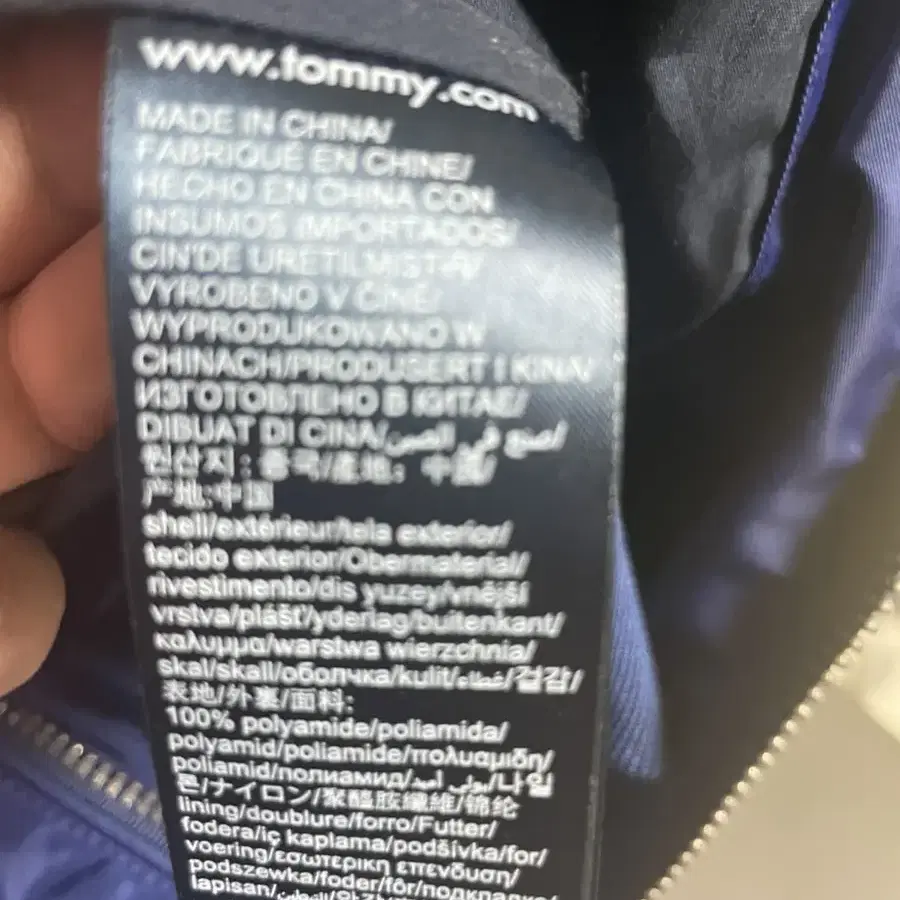 www.tommy.com
MADE IN CHINA/
FABRIQUÉ EN CHINE/
HECHO EN CHINA CON
INSUMOS IMPORTADOS/
CIN'DE URETILMISTIR/
VYROBENO V ČÍNĚ/
WYPRODUKOWANO W
CHINACH/PRODUSERT I KINA/
ИЗГОТОВЛЕНО В КИТАЕ/
DIBUAT DI CINA/صنع في الصين/
원산지: 중국/產地: 中國/
产地:中国
shell/extérieur/tela exterior/
tecido exterior/Obermaterial/
rivestimento/dis yuzey/vnější
vrstva/plášť/yderlag/buitenkant/
καλυμμα/warstwa wierzchnia/
skal/skall/оболчка/kulit/غطاء/겉감/
表地/外裏/面料:
100% polyamide/poliamida/
polyamid/poliamide/πολυαμιδη/
poliamid/полиамид/بولي أميد/나일
론/ナイロン/聚醯胺纖維/锦纶
lining/doublure/forro/Futter/
fodera/iç kaplama/podšívka/for/
voering/εσωτερικη επενδυση/
podszewka/foder/fôr/подкладка/
lapisan/